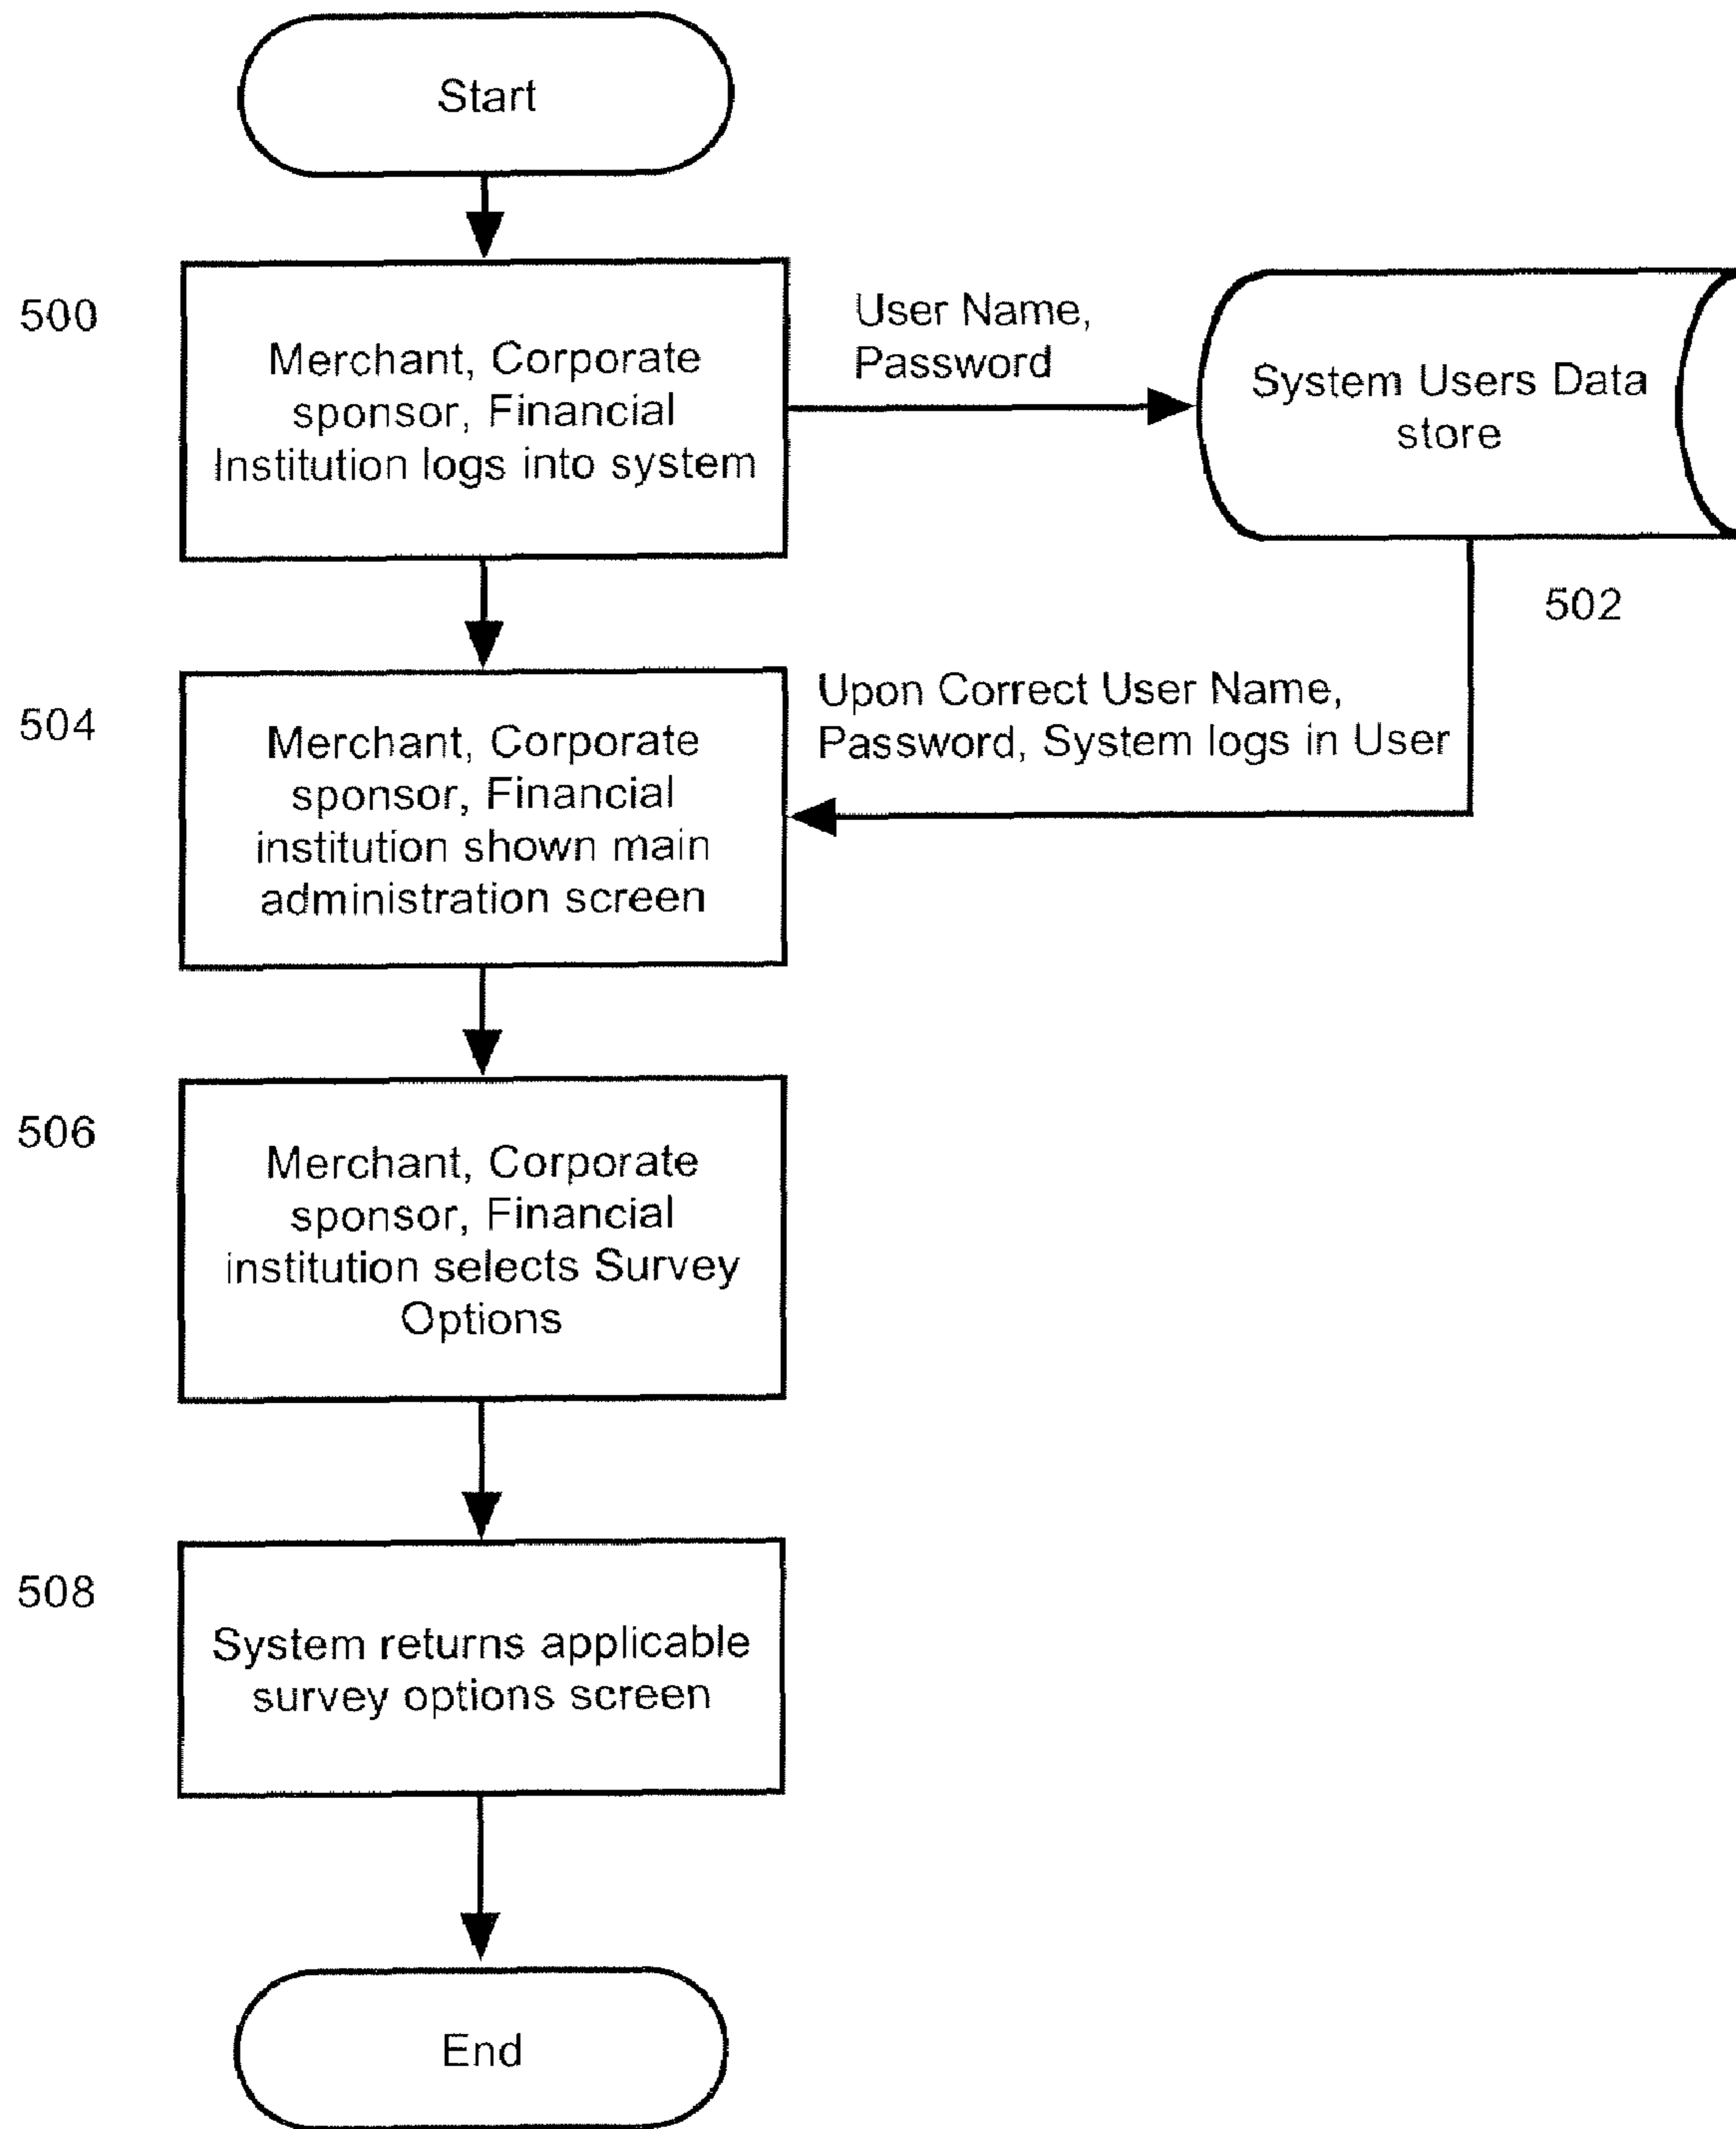 Start
500
Merchant, Corporate
sponsor, Financial
Institution logs into system
User Name,
Password
System Users Data
store
502
504
Merchant, Corporate
sponsor, Financial
institution shown main
administration screen
Upon Correct User Name,
Password, System logs in User
506
Merchant, Corporate
sponsor, Financial
institution selects Survey
Options
508
System returns applicable
survey options screen
End